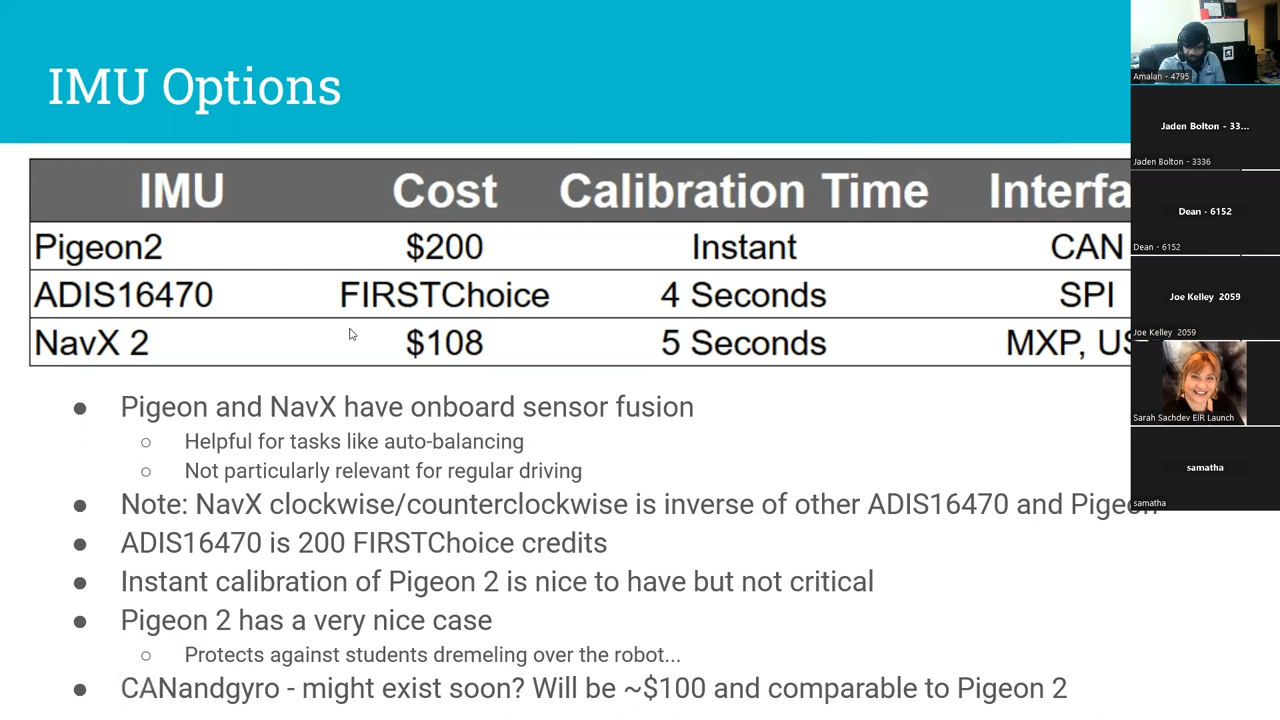 IMU Options
IMU Cost Calibration Time Interfa
Pigeon2 $200 Instant CAN
ADIS16470 FIRSTChoice 4 Seconds SPI
NavX 2 $108 5 Seconds MXP, US
● Pigeon and NavX have onboard sensor fusion
○ Helpful for tasks like auto-balancing
○ Not particularly relevant for regular driving
● Note: NavX clockwise/counterclockwise is inverse of other ADIS16470 and Pigeon
● ADIS16470 is 200 FIRSTChoice credits
● Instant calibration of Pigeon 2 is nice to have but not critical
● Pigeon 2 has a very nice case
○ Protects against students dremeling over the robot...
● CANandgyro - might exist soon? Will be ~$100 and comparable to Pigeon 2
Amalan - 4795
Jaden Bolton - 33...
Jaden Bolton - 3336
Dean - 6152
Dean - 6152
Joe Kelley 2059
Joe Kelley 2059
Sarah Sachdev EiR Launch
samatha
samatha